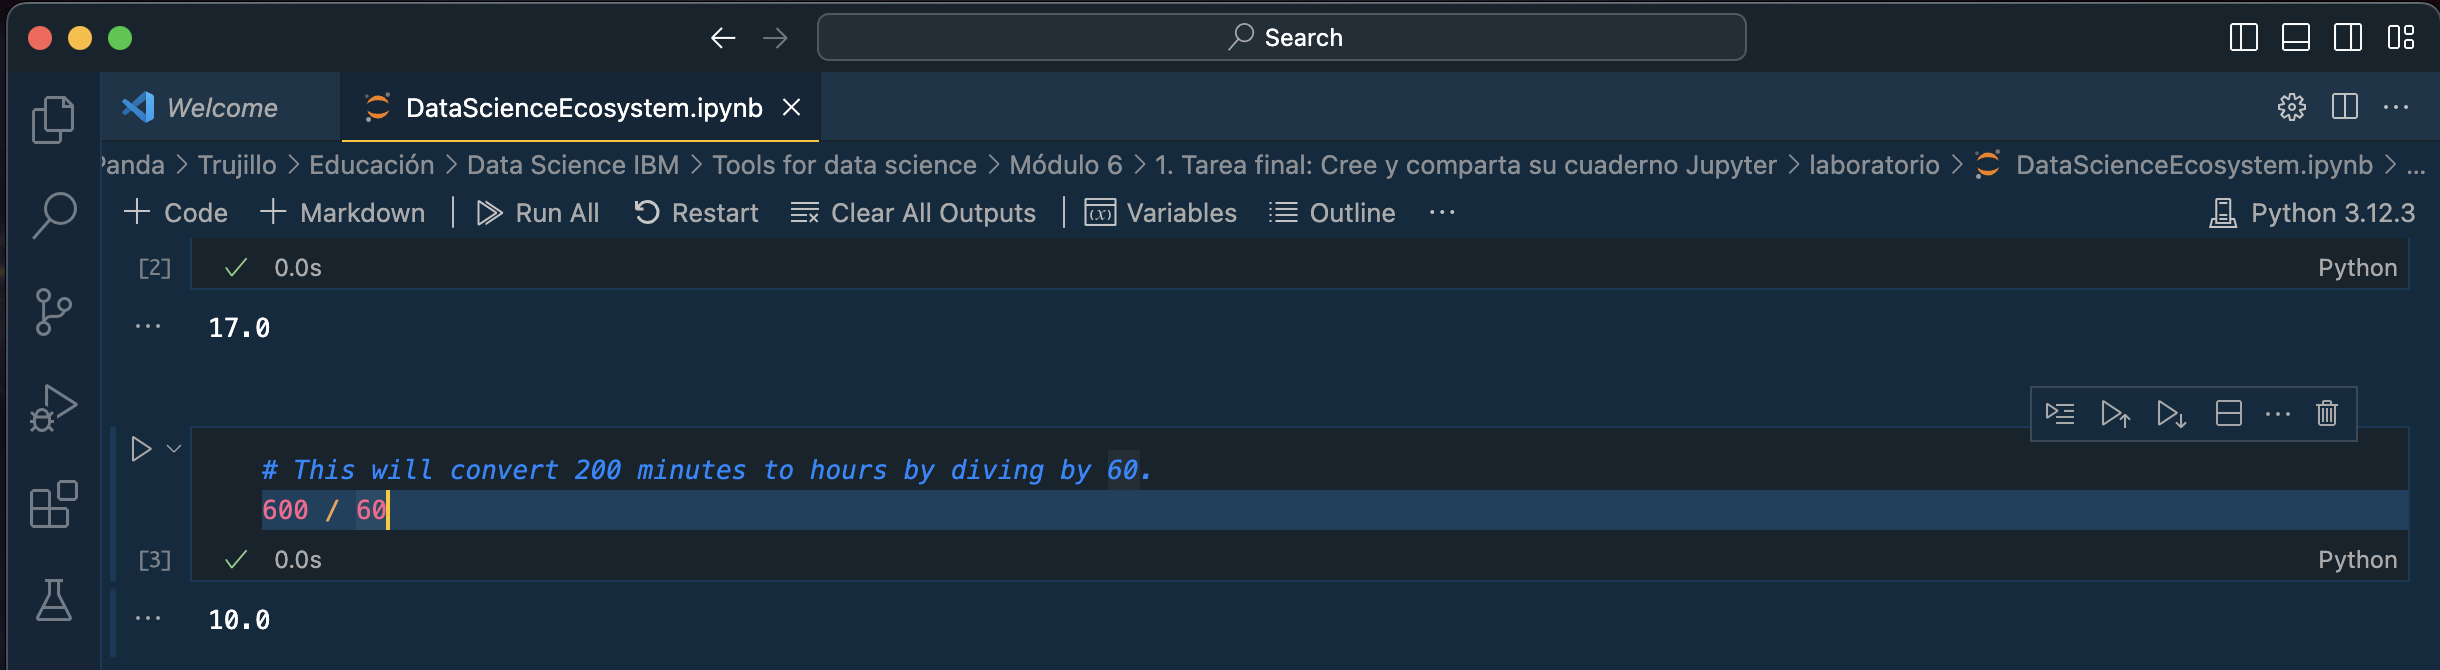 Search
Welcome
DataScienceEcosystem.ipynb
Panda > Trujillo > Educación > Data Science IBM > Tools for data science > Módulo 6 > 1. Tarea final: Cree y comparta su cuaderno Jupyter > laboratorio > DataScienceEcosystem.ipynb > ...
+ Code + Markdown | Run All Restart Clear All Outputs | Variables Outline ... Python 3.12.3
[2] 0.0s Python
17.0
# This will convert 200 minutes to hours by diving by 60.
600 / 60
[3] 0.0s Python
10.0